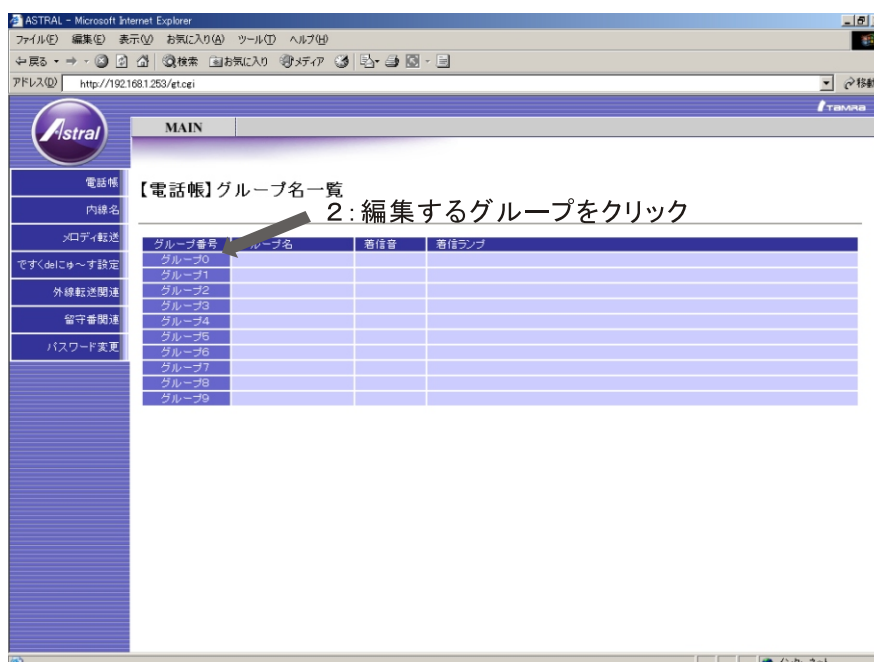 ASTRAL - Microsoft Internet Explorer
ファイル(F) 編集(E) 表示(V) お気に入り(A) ツール(T) ヘルプ(H)
戻る 検索 お気に入り メディア
アドレス(D) http://192.168.1.253/et.cgi 移動
TAMRA
Astral MAIN
電話帳
内線名
メロディ転送
ですくdelにゅ～す設定
外線転送関連
留守番関連
パスワード変更
【電話帳】グループ名一覧
2:編集するグループをクリック
グループ番号 グループ名 着信音 着信ランプ
グループ0
グループ1
グループ2
グループ3
グループ4
グループ5
グループ6
グループ7
グループ8
グループ9